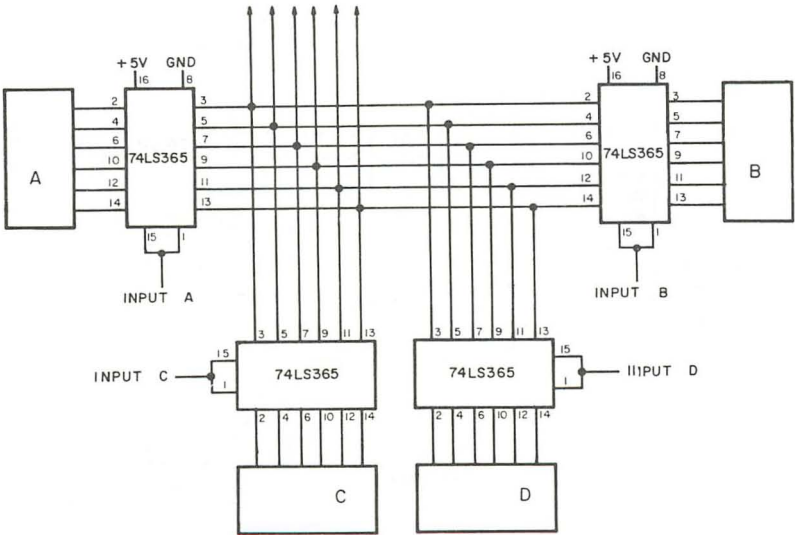 +5V GND
16 8
+5V GND
16 8
A
2 4 6 10 12 14
74LS365
3 5 7 9 11 13
2 4 6 10 12 14
74LS365
3 5 7 9 11 13
B
15 1
INPUT A
15 1
INPUT B
3 5 7 9 11 13
3 5 7 9 11 13
INPUT C
15
1
74LS365
74LS365
15
1
IIIPUT D
2 4 6 10 12 14
2 4 6 10 12 14
C
D